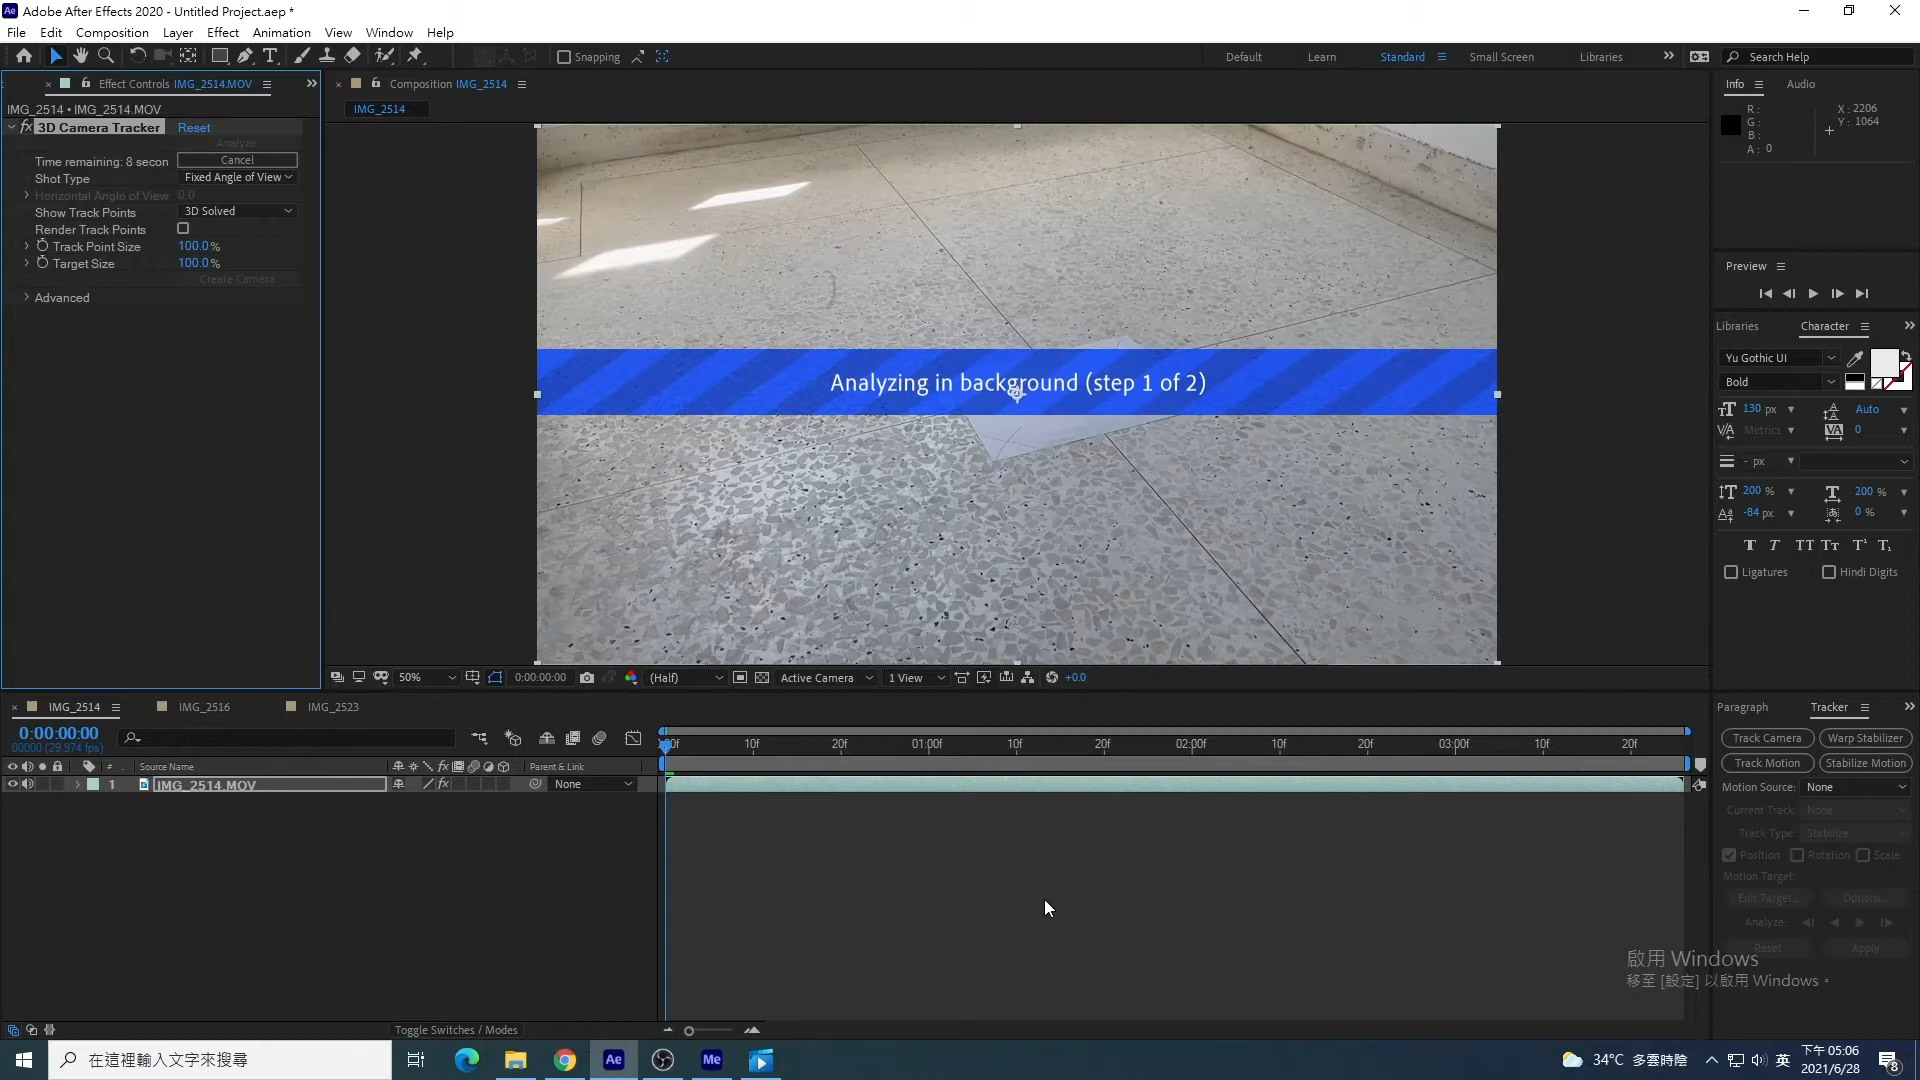 Adobe After Effects 2020 - Untitled Project.aep *
File Edit Composition Layer Effect Animation View Window Help
Snapping
Default Learn Standard Small Screen Libraries
Search Help
Effect Controls IMG_2514.MOV
Composition IMG_2514
Info Audio
IMG_2514 • IMG_2514.MOV
IMG_2514
R :
G :
B :
A : 0
X : 2206
Y : 1064
fx 3D Camera Tracker Reset
Analyze
Time remaining: 8 secon Cancel
Shot Type Fixed Angle of View
Horizontal Angle of View 0.0
Show Track Points 3D Solved
Render Track Points
Track Point Size 100.0 %
Target Size 100.0 %
Create Camera
Advanced
Analyzing in background (step 1 of 2)
Preview
Libraries Character
Yu Gothic UI
Bold
130 px Auto
Metrics 0
- px
200 % 200 %
-84 px 0 %
Ligatures Hindi Digits
50% 0:00:00:00 (Half) Active Camera 1 View +0.0
IMG_2514 IMG_2516 IMG_2523
0:00:00:00
00000 (29.974 fps)
:00f 10f 20f 01:00f 10f 20f 02:00f 10f 20f 03:00f 10f 20f
# Source Name Parent & Link
1 IMG_2514.MOV None
Toggle Switches / Modes
Paragraph Tracker
Track Camera Warp Stabilizer
Track Motion Stabilize Motion
Motion Source: None
Current Track: None
Track Type: Stabilize
Position Rotation Scale
Motion Target:
Edit Target... Options...
Analyze:
Reset Apply
啟用 Windows
移至 [設定] 以啟用 Windows。
在這裡輸入文字來搜尋
Ae
Me
34°C 多雲時陰
英
下午 05:06
2021/6/28
8